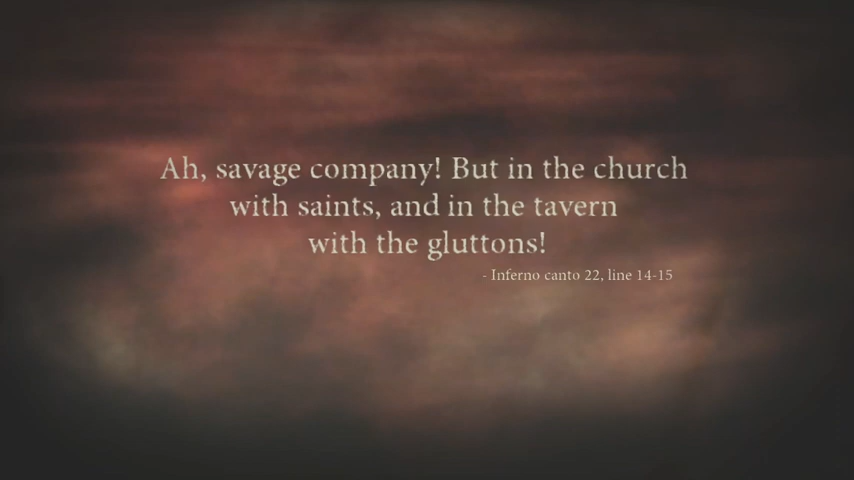 Ah, savage company! But in the church
with saints, and in the tavern
with the gluttons!
- Inferno canto 22, line 14-15